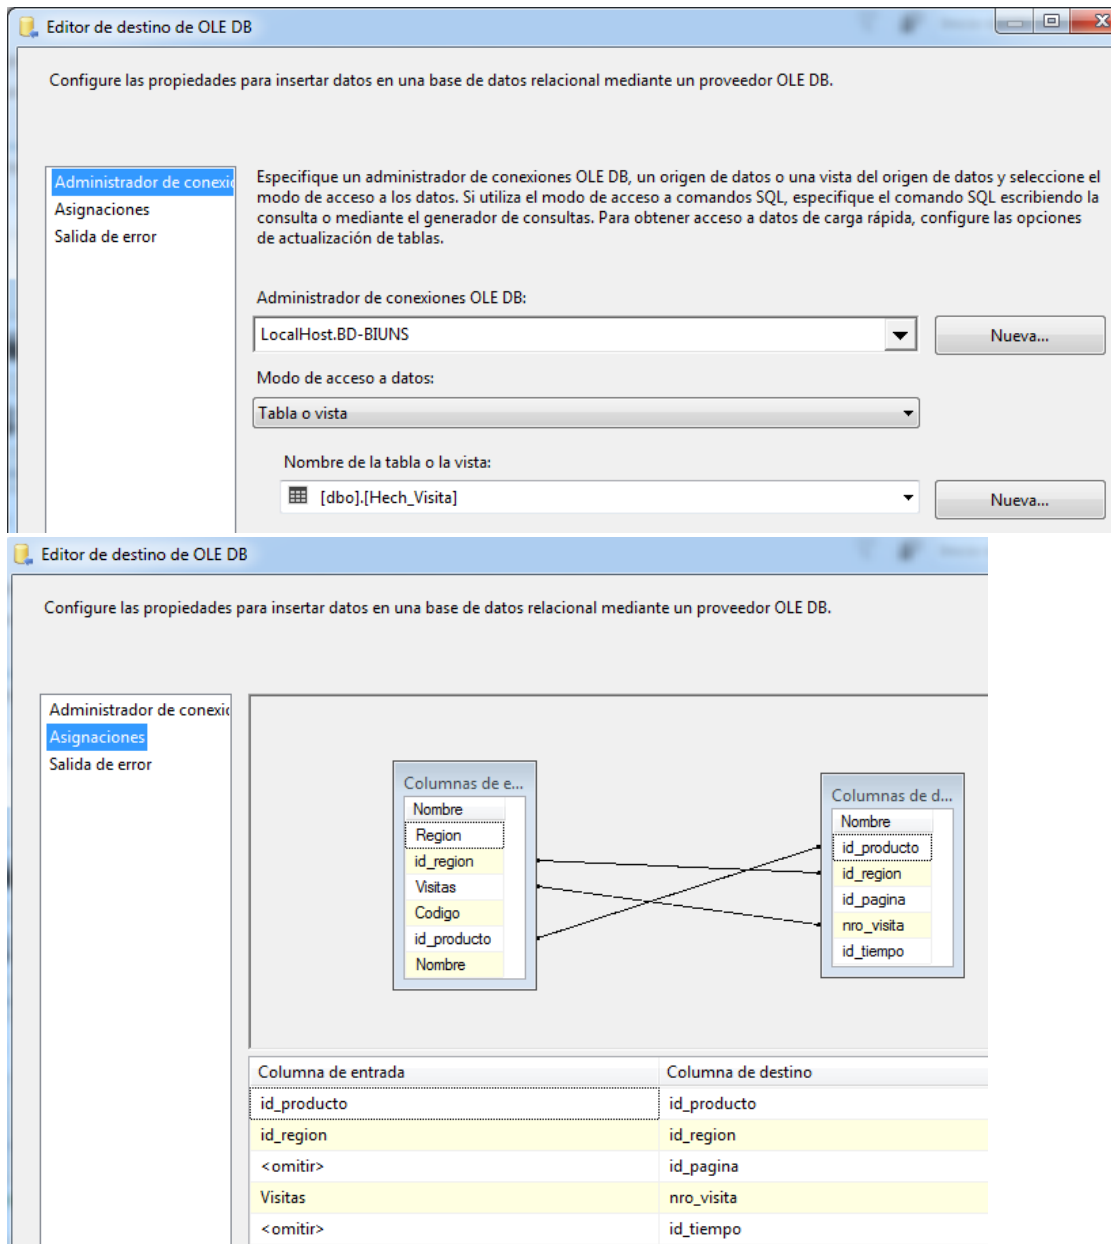 Editor de destino de OLE DB
Configure las propiedades para insertar datos en una base de datos relacional mediante un proveedor OLE DB.
Administrador de conexi
Asignaciones
Salida de error
Especifique un administrador de conexiones OLE DB, un origen de datos o una vista del origen de datos y seleccione el
modo de acceso a los datos. Si utiliza el modo de acceso a comandos SQL, especifique el comando SQL escribiendo la
consulta o mediante el generador de consultas. Para obtener acceso a datos de carga rápida, configure las opciones
de actualización de tablas.
Administrador de conexiones OLE DB:
LocalHost.BD-BIUNS
Nueva...
Modo de acceso a datos:
Tabla o vista
Nombre de la tabla o la vista:
[dbo].[Hech_Visita]
Nueva...
Editor de destino de OLE DB
Configure las propiedades para insertar datos en una base de datos relacional mediante un proveedor OLE DB.
Administrador de conexi
Asignaciones
Salida de error
Columnas de e...
Nombre
Region
id_region
Visitas
Codigo
id_producto
Nombre
Columnas de d...
Nombre
id_producto
id_region
id_pagina
nro_visita
id_tiempo
Columna de entrada Columna de destino
id_producto id_producto
id_region id_region
<omitir> id_pagina
Visitas nro_visita
<omitir> id_tiempo